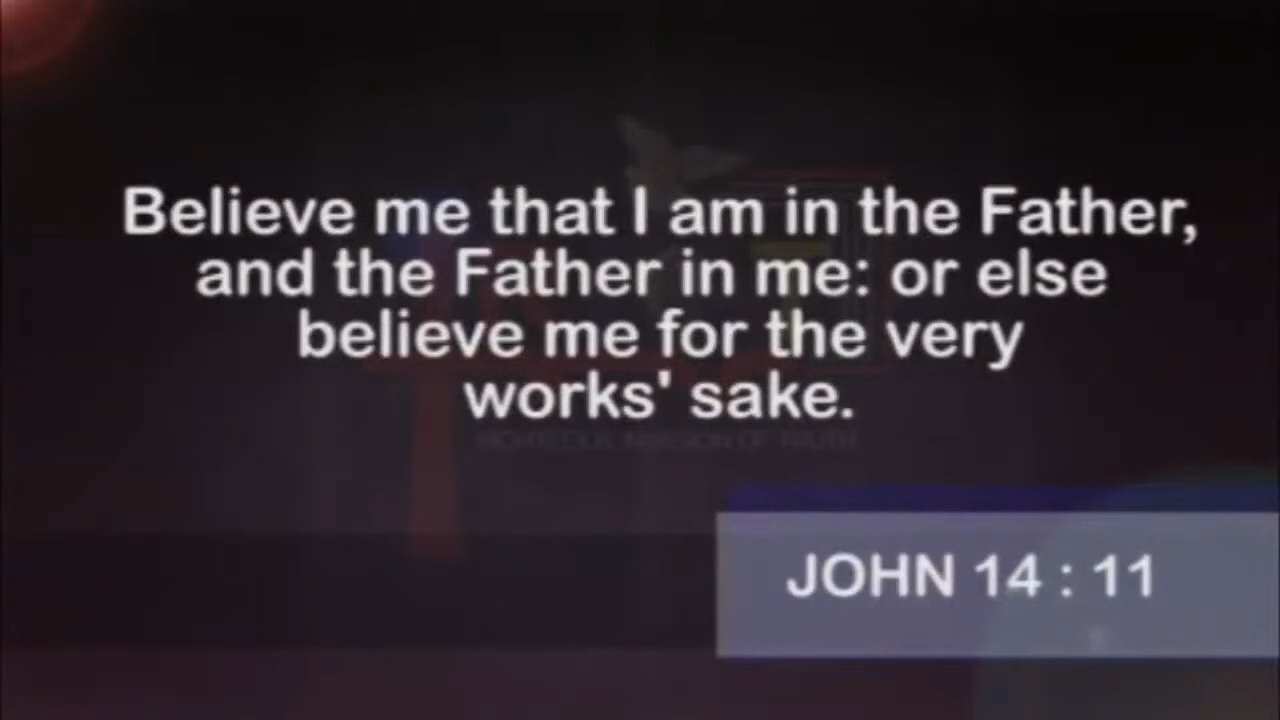 Believe me that I am in the Father,
and the Father in me: or else
believe me for the very
works' sake.
JOHN 14 : 11